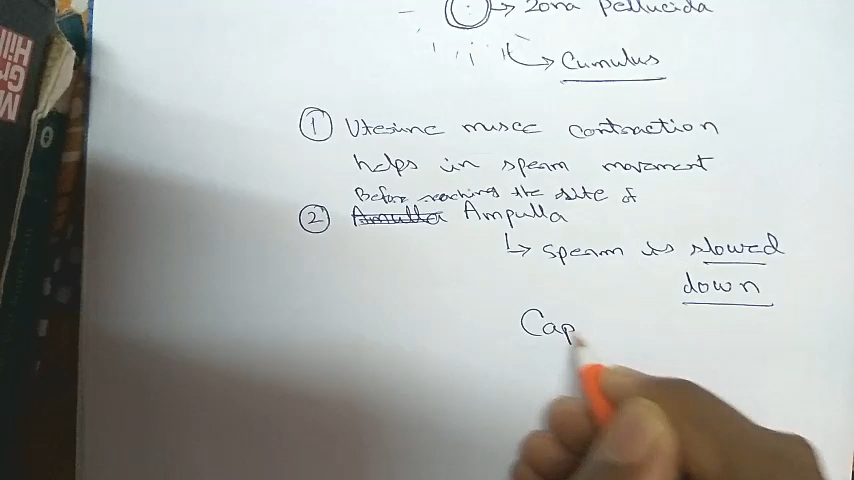 → Zona Pellucida
→ Cumulus
① Uterine muscle contraction
helps in sperm movement
Before reaching the site of
② Ampulla
↳ sperm is slowed
down
Cap